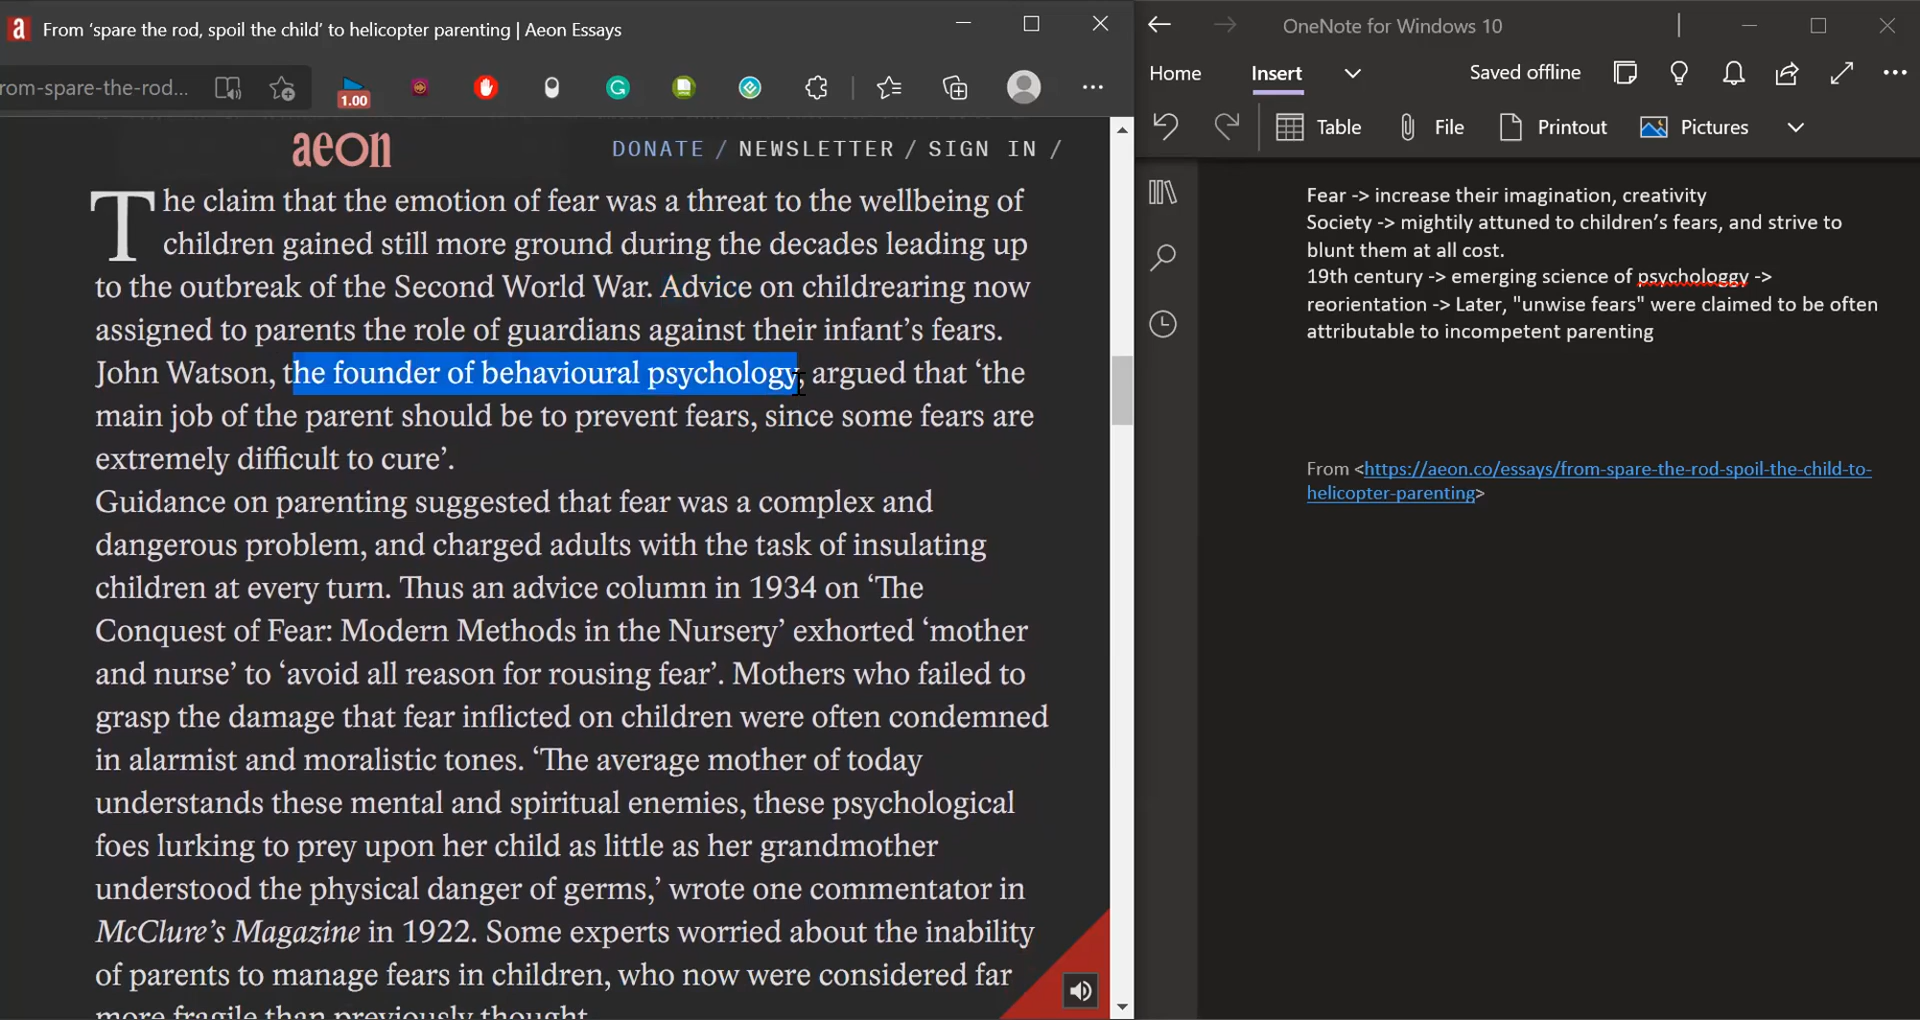 From ‘spare the rod, spoil the child’ to helicopter parenting | Aeon Essays
rom-spare-the-rod...
1.00
aeon
DONATE / NEWSLETTER / SIGN IN /
The claim that the emotion of fear was a threat to the wellbeing of
children gained still more ground during the decades leading up
to the outbreak of the Second World War. Advice on childrearing now
assigned to parents the role of guardians against their infant’s fears.
John Watson, the founder of behavioural psychology, argued that ‘the
main job of the parent should be to prevent fears, since some fears are
extremely difficult to cure’.
Guidance on parenting suggested that fear was a complex and
dangerous problem, and charged adults with the task of insulating
children at every turn. Thus an advice column in 1934 on ‘The
Conquest of Fear: Modern Methods in the Nursery’ exhorted ‘mother
and nurse’ to ‘avoid all reason for rousing fear’. Mothers who failed to
grasp the damage that fear inflicted on children were often condemned
in alarmist and moralistic tones. ‘The average mother of today
understands these mental and spiritual enemies, these psychological
foes lurking to prey upon her child as little as her grandmother
understood the physical danger of germs,’ wrote one commentator in
McClure’s Magazine in 1922. Some experts worried about the inability
of parents to manage fears in children, who now were considered far
more fragile than previously thought.
OneNote for Windows 10
Home
Insert
Saved offline
Table
File
Printout
Pictures
Fear -> increase their imagination, creativity
Society -> mightily attuned to children’s fears, and strive to
blunt them at all cost.
19th century -> emerging science of psychologgy ->
reorientation -> Later, "unwise fears" were claimed to be often
attributable to incompetent parenting
From <https://aeon.co/essays/from-spare-the-rod-spoil-the-child-to-
helicopter-parenting>